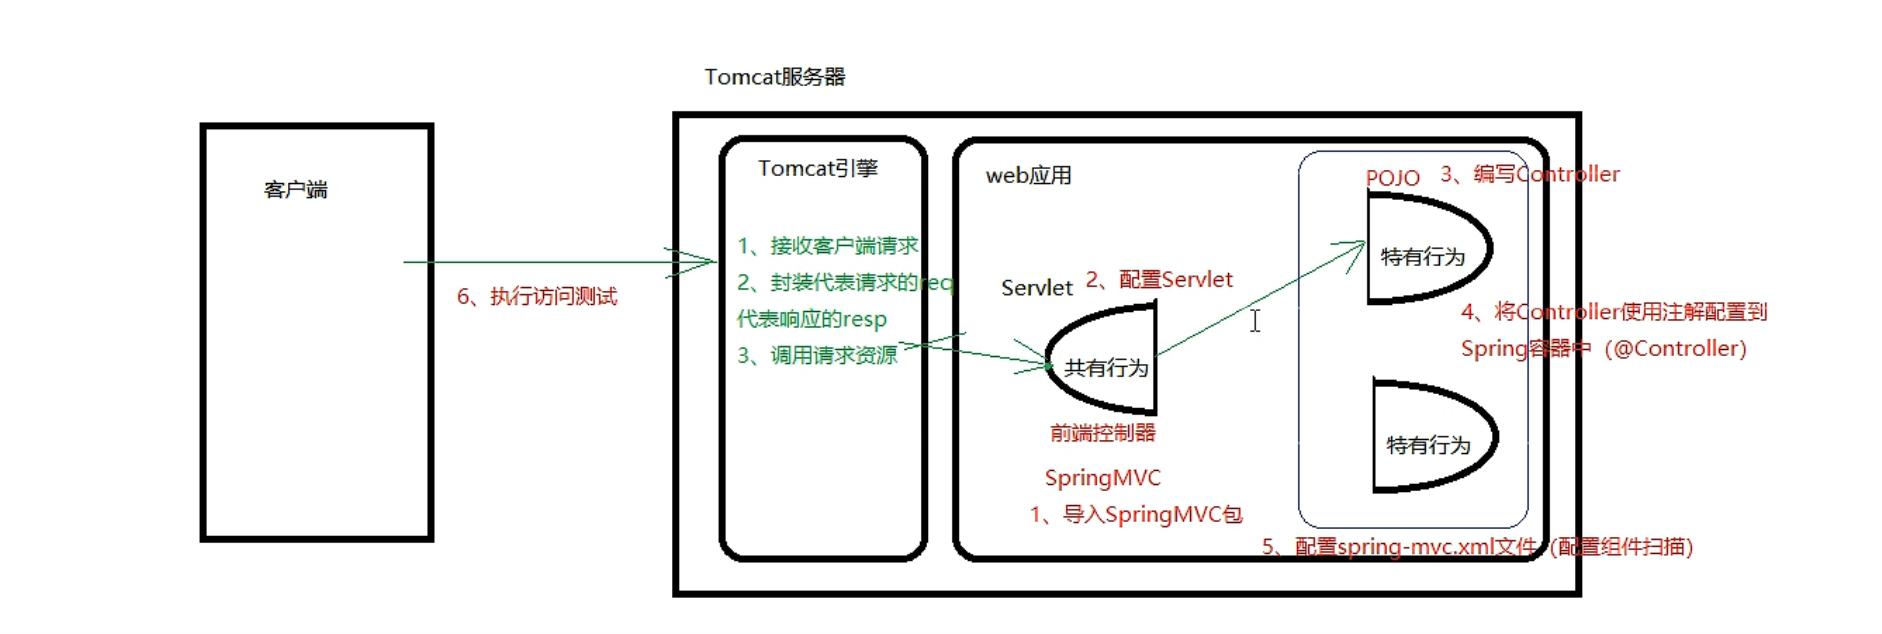 Tomcat服务器
客户端
Tomcat引擎
1、接收客户端请求
2、封装代表请求的req
代表响应的resp
3、调用请求资源
6、执行访问测试
web应用
Servlet
2、配置Servlet
共有行为
前端控制器
SpringMVC
1、导入SpringMVC包
POJO
3、编写Controller
特有行为
4、将Controller使用注解配置到
Spring容器中（@Controller）
特有行为
5、配置spring-mvc.xml文件（配置组件扫描）